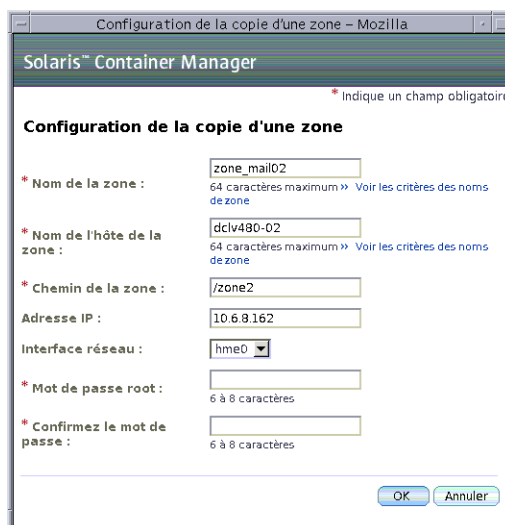 Configuration de la copie d'une zone – Mozilla
Solaris™ Container Manager
* Indique un champ obligatoire
Configuration de la copie d'une zone
* Nom de la zone :
zone_mail02
64 caractères maximum » Voir les critères des noms
de zone
* Nom de l'hôte de la
zone :
dclv480-02
64 caractères maximum » Voir les critères des noms
de zone
* Chemin de la zone :
/zone2
Adresse IP :
10.6.8.162
Interface réseau :
hme0
* Mot de passe root :
6 à 8 caractères
* Confirmez le mot de
passe :
6 à 8 caractères
OK
Annuler